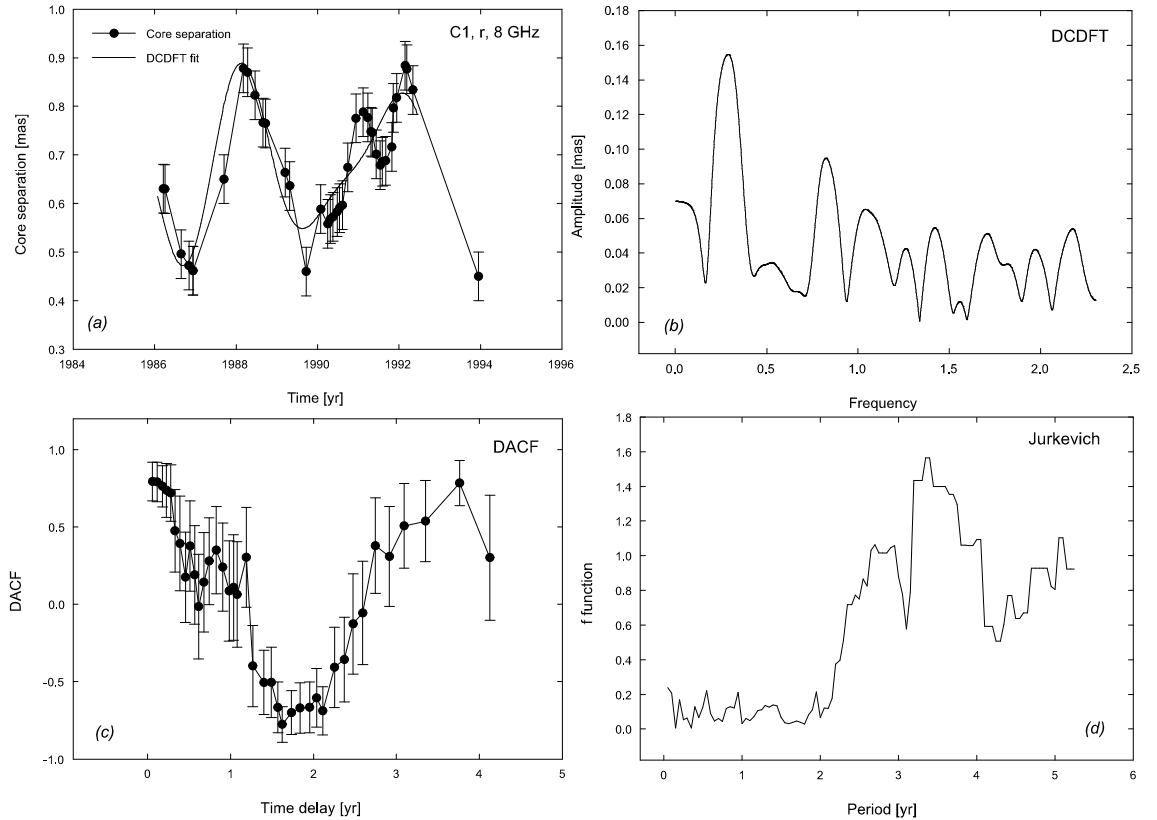 C1, r, 8 GHz
Core separation
DCDFT fit
Core separation [mas]
1.0
0.9
0.8
0.7
0.6
0.5
0.4
0.3
(a)
1984 1986 1988 1990 1992 1994 1996
Time [yr]
DCDFT
Amplitude [mas]
0.16
0.14
0.12
0.10
0.08
0.06
0.04
0.02
0.00
(b)
0.0 0.5 1.0 1.5 2.0 2.5
Frequency
DACF
DACF
1.0
0.5
0.0
-0.5
-1.0
(c)
0 1 2 3 4 5
Time delay [yr]
Jurkevich
f function
1.8
1.6
1.4
1.2
1.0
0.8
0.6
0.4
0.2
0.0
(d)
0 1 2 3 4 5 6
Period [yr]